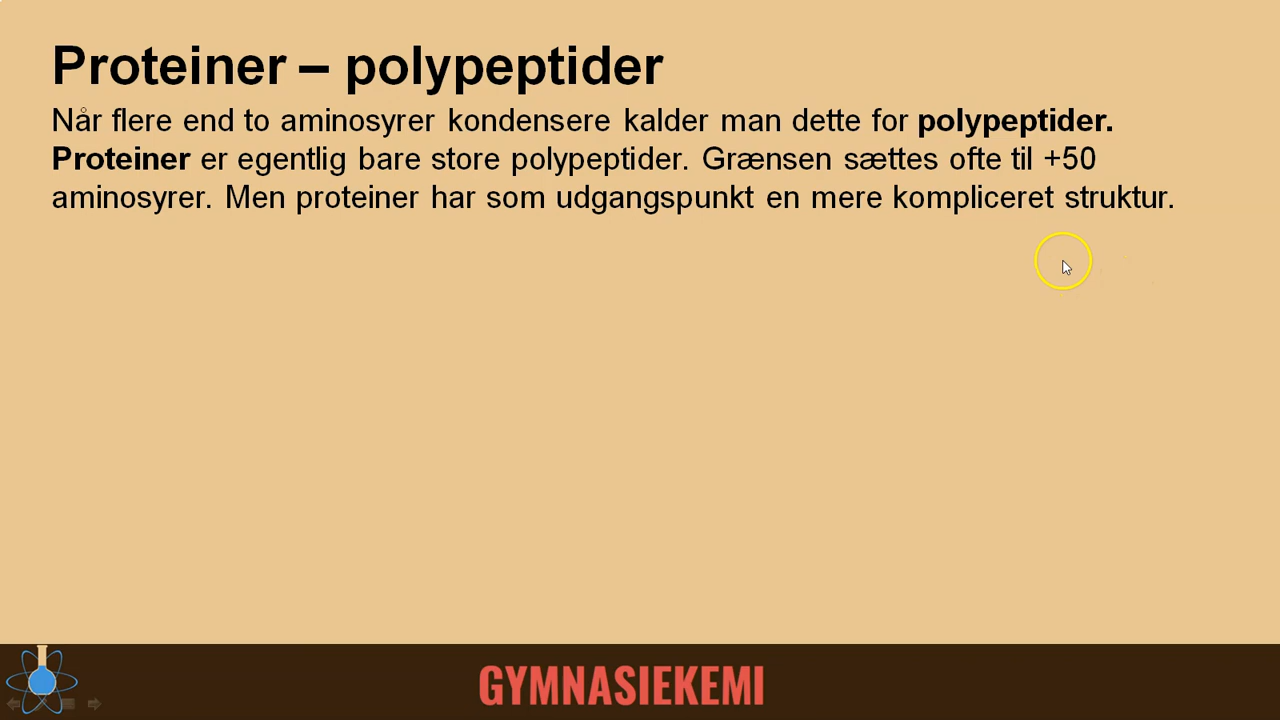 Proteiner – polypeptider
Når flere end to aminosyrer kondensere kalder man dette for polypeptider.
Proteiner er egentlig bare store polypeptider. Grænsen sættes ofte til +50
aminosyrer. Men proteiner har som udgangspunkt en mere kompliceret struktur.
GYMNASIEKEMI